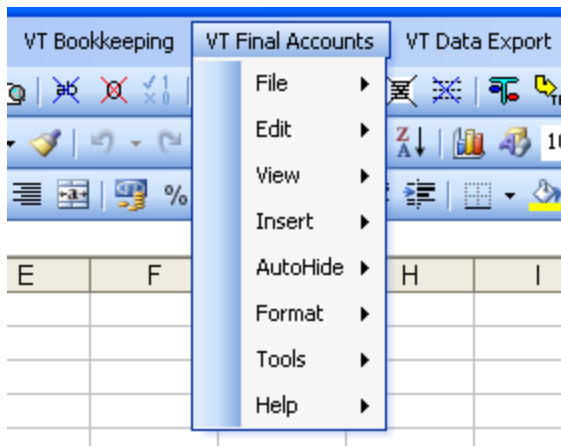 VT Bookkeeping VT Final Accounts VT Data Export
File
Edit
View
Insert
AutoHide
Format
Tools
Help
%
E F H I